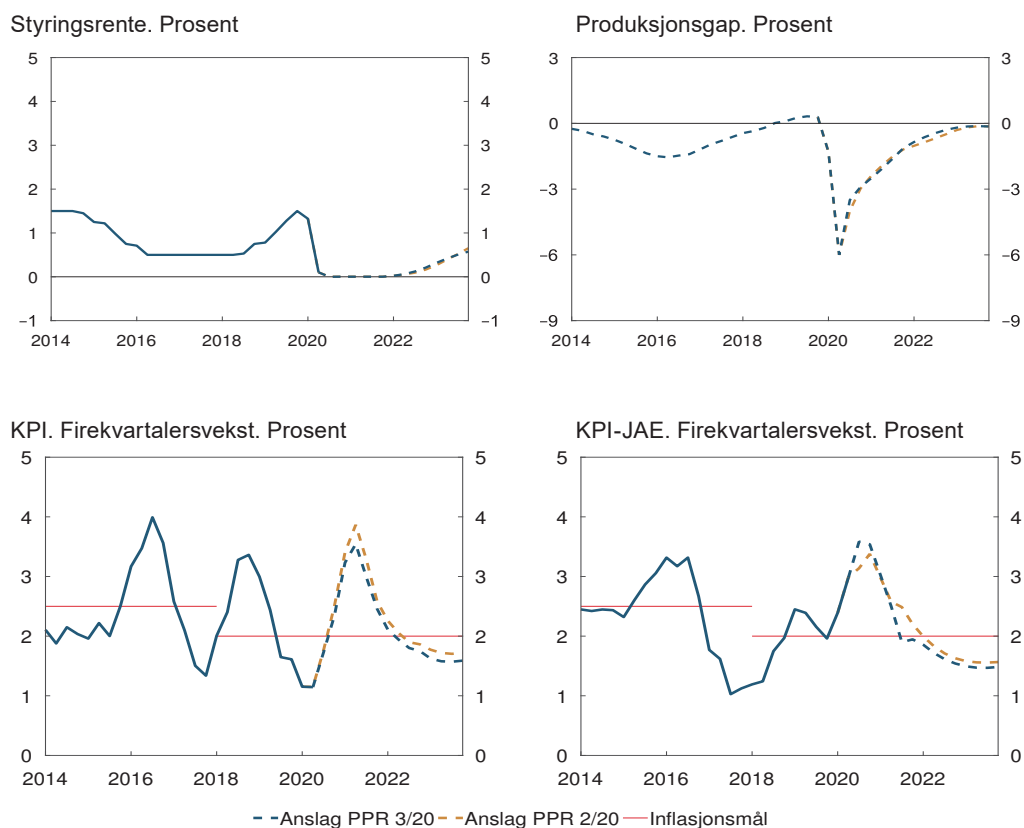 Styringsrente. Prosent
5 5
4 4
3 3
2 2
1 1
0 0
−1 −1
2014 2016 2018 2020 2022
Produksjonsgap. Prosent
3 3
0 0
−3 −3
−6 −6
−9 −9
2014 2016 2018 2020 2022
KPI. Firekvartalersvekst. Prosent
5 5
4 4
3 3
2 2
1 1
0 0
2014 2016 2018 2020 2022
KPI-JAE. Firekvartalersvekst. Prosent
5 5
4 4
3 3
2 2
1 1
0 0
2014 2016 2018 2020 2022
Anslag PPR 3/20 Anslag PPR 2/20 Inflasjonsmål